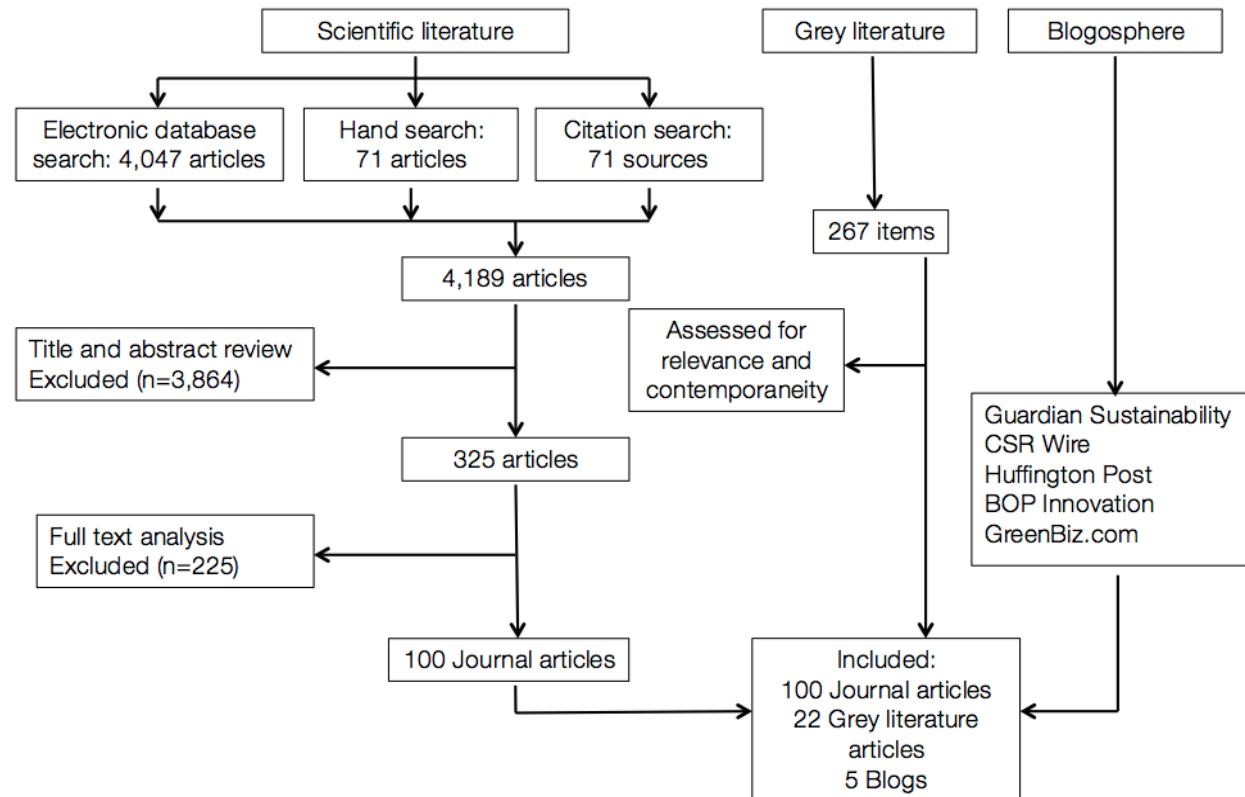 Scientific literature
Grey literature
Blogosphere
Electronic database
search: 4,047 articles
Hand search:
71 articles
Citation search:
71 sources
267 items
4,189 articles
Title and abstract review
Excluded (n=3,864)
Assessed for
relevance and
contemporaneity
Guardian Sustainability
CSR Wire
Huffington Post
BOP Innovation
GreenBiz.com
325 articles
Full text analysis
Excluded (n=225)
100 Journal articles
Included:
100 Journal articles
22 Grey literature
articles
5 Blogs